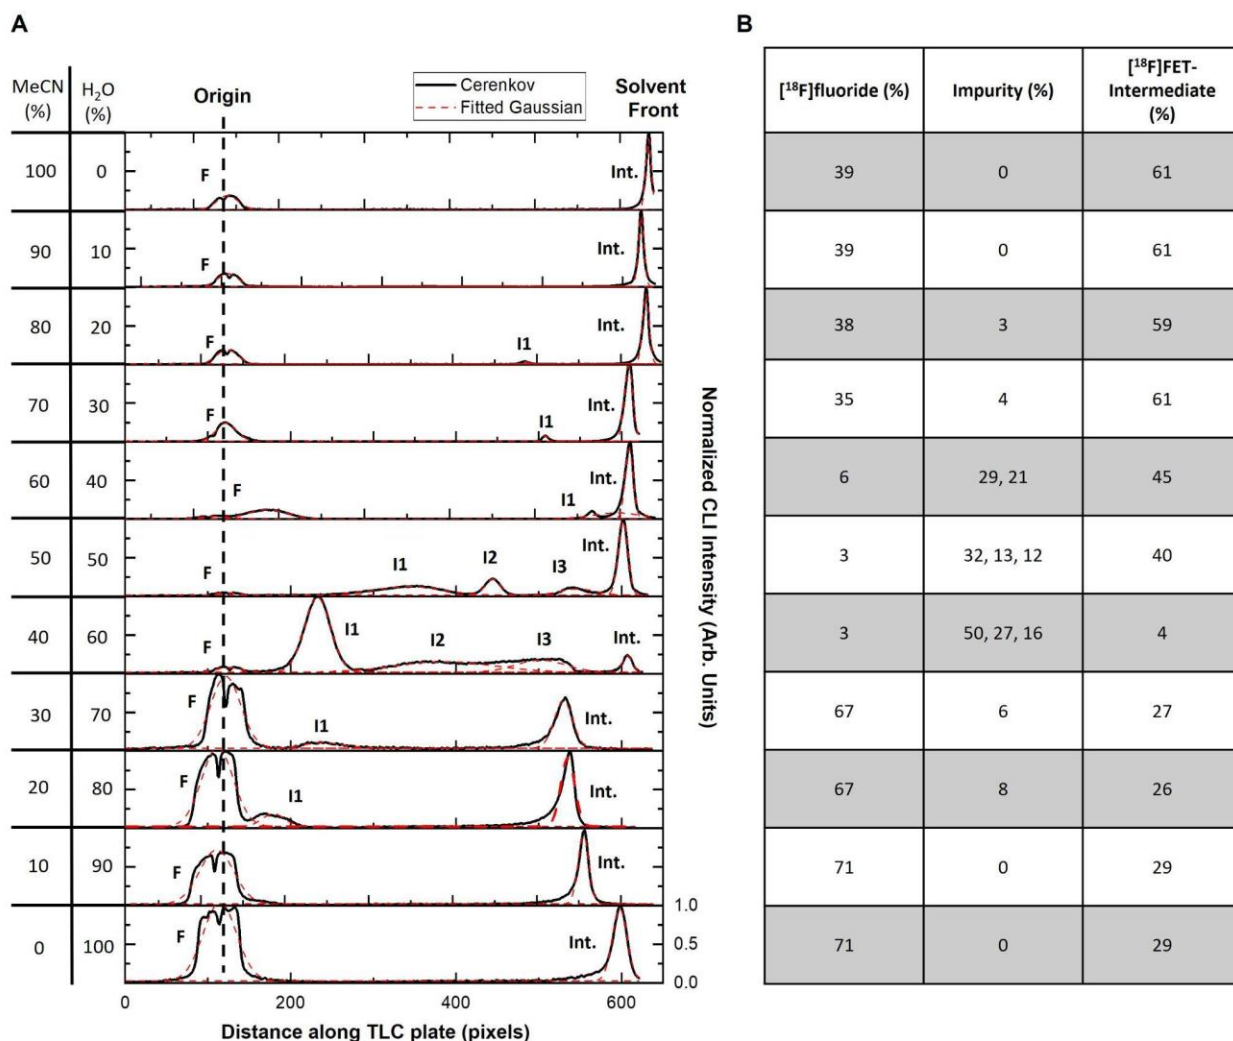 A
MeCN (%)
H₂O (%)
Origin
Cerenkov
Fitted Gaussian
Solvent
Front
100 0 F Int.
90 10 F Int.
80 20 F I1 Int.
70 30 F I1 Int.
60 40 F I1 Int.
50 50 F I1 I2 I3 Int.
40 60 F I1 I2 I3 Int.
30 70 F I1 Int.
20 80 F I1 Int.
10 90 F Int.
0 100 F Int.
1.0
0.5
0.0
0 200 400 600
Distance along TLC plate (pixels)
Normalized CLI Intensity (Arb. Units)
B
[¹⁸F]fluoride (%)
Impurity (%)
[¹⁸F]FET-
Intermediate
(%)
39 0 61
39 0 61
38 3 59
35 4 61
6 29, 21 45
3 32, 13, 12 40
3 50, 27, 16 4
67 6 27
67 8 26
71 0 29
71 0 29